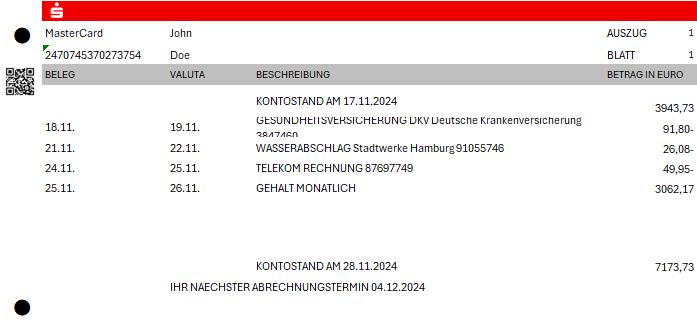 MasterCard John AUSZUG 1
2470745370273754 Doe BLATT 1
BELEG VALUTA BESCHREIBUNG BETRAG IN EURO
KONTOSTAND AM 17.11.2024 3943,73
18.11. 19.11. GESUNDHEITSVERSICHERUNG DKV Deutsche Krankenversicherung 3847460 91,80-
21.11. 22.11. WASSERABSCHLAG Stadtwerke Hamburg 91055746 26,08-
24.11. 25.11. TELEKOM RECHNUNG 87697749 49,95-
25.11. 26.11. GEHALT MONATLICH 3062,17
KONTOSTAND AM 28.11.2024 7173,73
IHR NAECHSTER ABRECHNUNGSTERMIN 04.12.2024